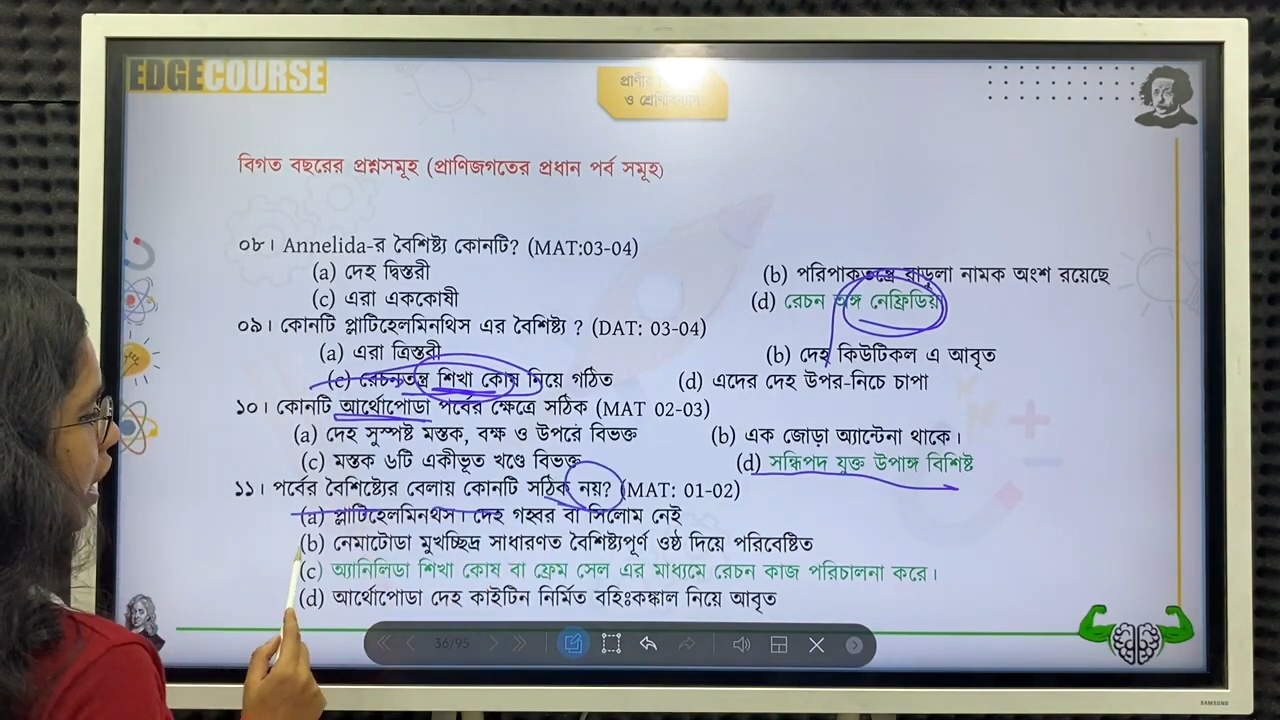 EDGECOURSE
ও
বিগত বছরের প্রশ্নসমূহ (প্রাণিজগতের প্রধান পর্ব সমূহ)
০৮। Annelida-র বৈশিষ্ট্য কোনটি? (MAT:03-04)
(a) দেহ দ্বিস্তরী (b) পরিপাকতন্ত্রে বাড়ুলা নামক অংশ রয়েছে
(c) এরা এককোষী (d) রেচন অঙ্গ নেফ্রিডিয়
০৯। কোনটি প্লাটিহেলমিনথিস এর বৈশিষ্ট্য ? (DAT: 03-04)
(a) এরা ত্রিস্তরী (b) দেহ কিউটিকল এ আবৃত
(c) রেচনতন্ত্র শিখা কোষ নিয়ে গঠিত (d) এদের দেহ উপর-নিচে চাপা
১০। কোনটি আর্থোপোডা পর্বের ক্ষেত্রে সঠিক (MAT 02-03)
(a) দেহ সুস্পষ্ট মস্তক, বক্ষ ও উপরে বিভক্ত (b) এক জোড়া অ্যান্টেনা থাকে।
(c) মস্তক ৬টি একীভূত খণ্ডে বিভক্ত (d) সন্ধিপদ যুক্ত উপাঙ্গ বিশিষ্ট
১১। পর্বের বৈশিষ্ট্যের বেলায় কোনটি সঠিক নয়? (MAT: 01-02)
(a) প্লাটিহেলমিনথস। দেহ গহ্বর বা সিলোম নেই
(b) নেমাটোডা মুখচ্ছিদ্র সাধারণত বৈশিষ্ট্যপূর্ণ ওষ্ঠ দিয়ে পরিবেষ্টিত
(c) অ্যানিলিডা শিখা কোষ বা ফ্রেম সেল এর মাধ্যমে রেচন কাজ পরিচালনা করে।
(d) আর্থোপোডা দেহ কাইটিন নির্মিত বহিঃকঙ্কাল নিয়ে আবৃত
36/95
SAMSUNG